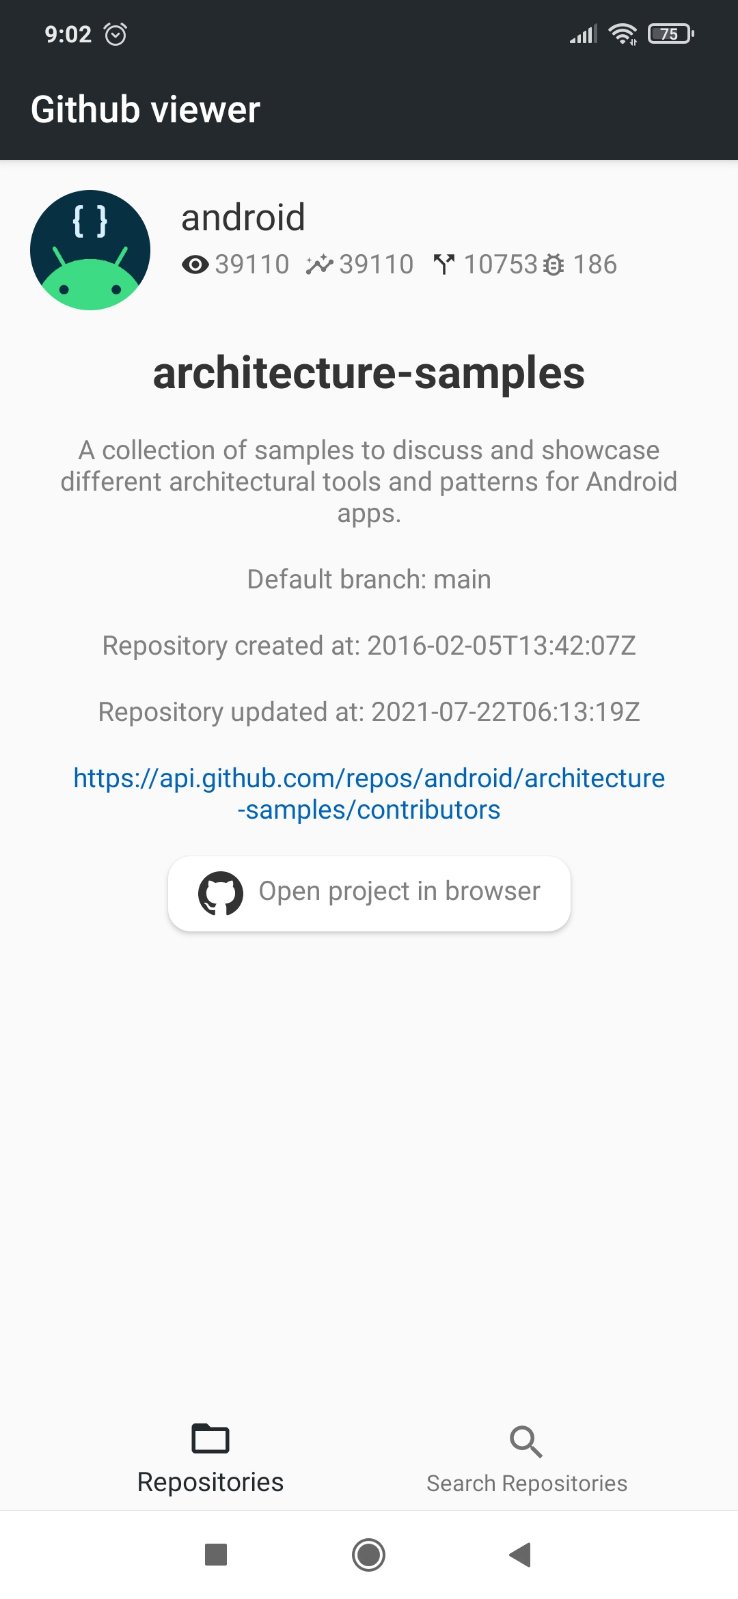 9:02
75
Github viewer
{ }
android
39110 39110 10753 186
architecture-samples
A collection of samples to discuss and showcase
different architectural tools and patterns for Android
apps.
Default branch: main
Repository created at: 2016-02-05T13:42:07Z
Repository updated at: 2021-07-22T06:13:19Z
https://api.github.com/repos/android/architecture
-samples/contributors
Open project in browser
Repositories
Search Repositories